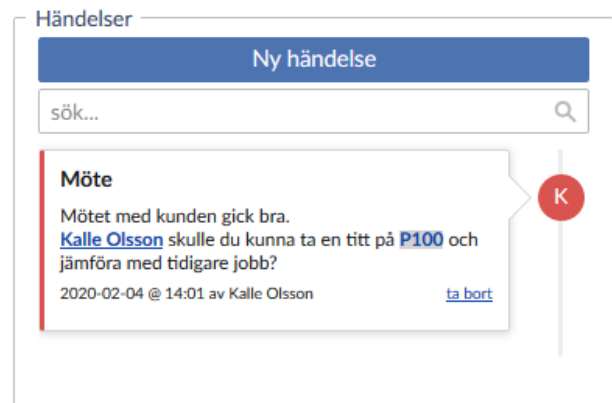 Händelser
Ny händelse
sök...
Möte
K
Mötet med kunden gick bra.
Kalle Olsson skulle du kunna ta en titt på P100 och
jämföra med tidigare jobb?
2020-02-04 @ 14:01 av Kalle Olsson ta bort